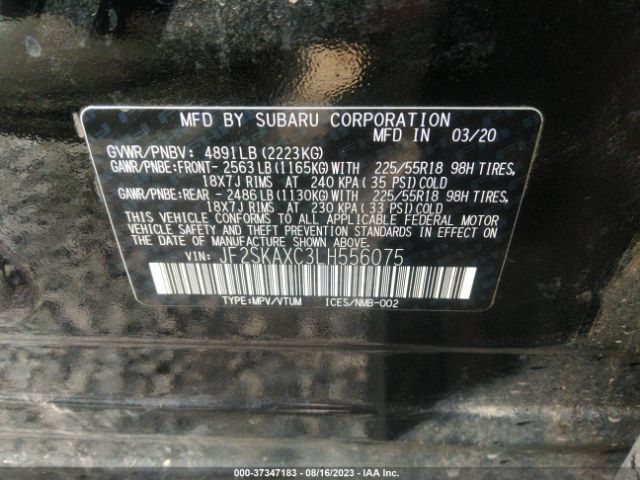 MFD BY SUBARU CORPORATION
MFD IN 03/20
GVWR/PNBV: 4891LB(2223KG)
GAWR/PNBE:FRONT-2563LB(1165KG)WITH 225/55R18 98H TIRES,
18X7J RIMS AT 240 KPA(35 PSI)COLD
GAWR/PNBE:REAR -2486LB(1130KG)WITH 225/55R18 98H TIRES,
18X7J RIMS AT 230 KPA(33 PSI)COLD
THIS VEHICLE CONFORMS TO ALL APPLICABLE FEDERAL MOTOR
VEHICLE SAFETY AND THEFT PREVENTION STANDARDS IN EFFECT
ON THE DATE OF MANUFACTURE SHOWN ABOVE.
VIN: JF2SKAXC3LH556075
TYPE:MPV/VTUM ICES/NMB-002
000-37347183 - 08/16/2023 - IAA Inc.